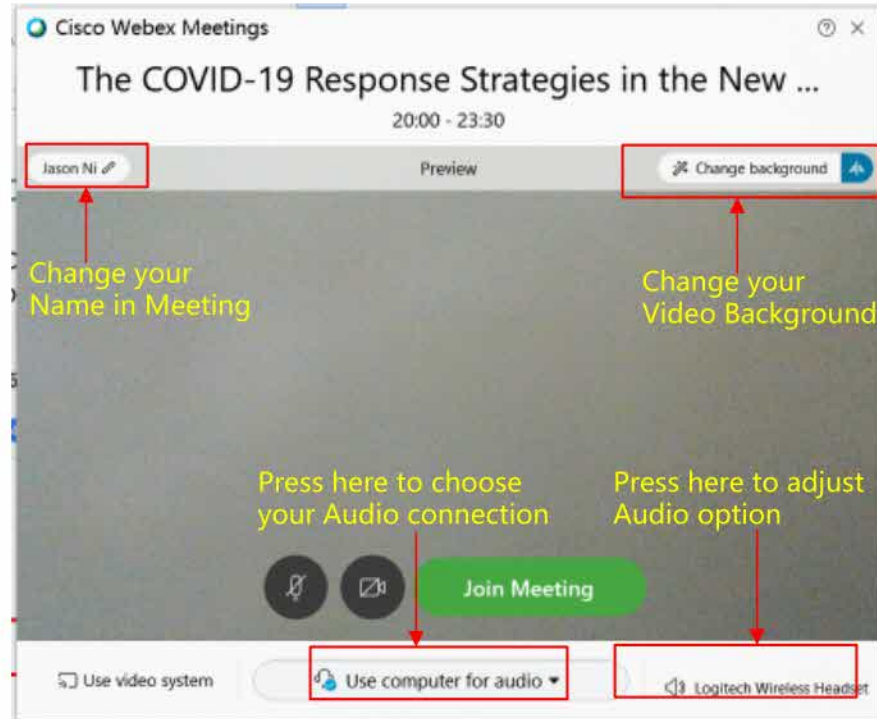 Cisco Webex Meetings
The COVID-19 Response Strategies in the New ...
20:00 - 23:30
Jason Ni
Preview
Change background
Change your
Name in Meeting
Change your
Video Background
Press here to choose
your Audio connection
Press here to adjust
Audio option
Join Meeting
Use video system
Use computer for audio
Logitech Wireless Headset